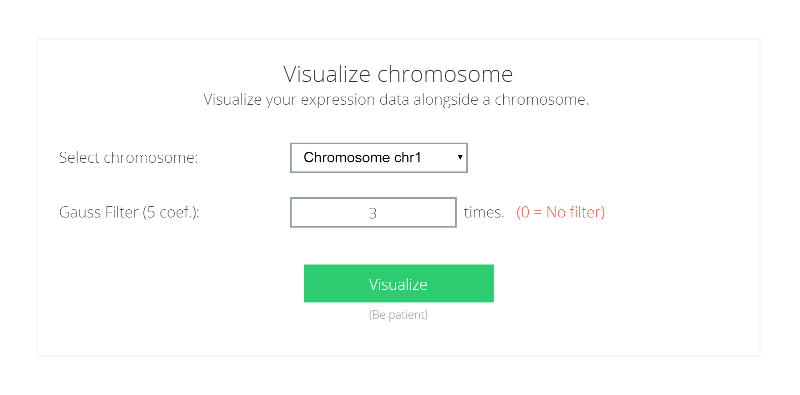 Visualize chromosome
Visualize your expression data alongside a chromosome.
Select chromosome: Chromosome chr1
Gauss Filter (5 coef.): 3 times. (0 = No filter)
Visualize
(Be patient)